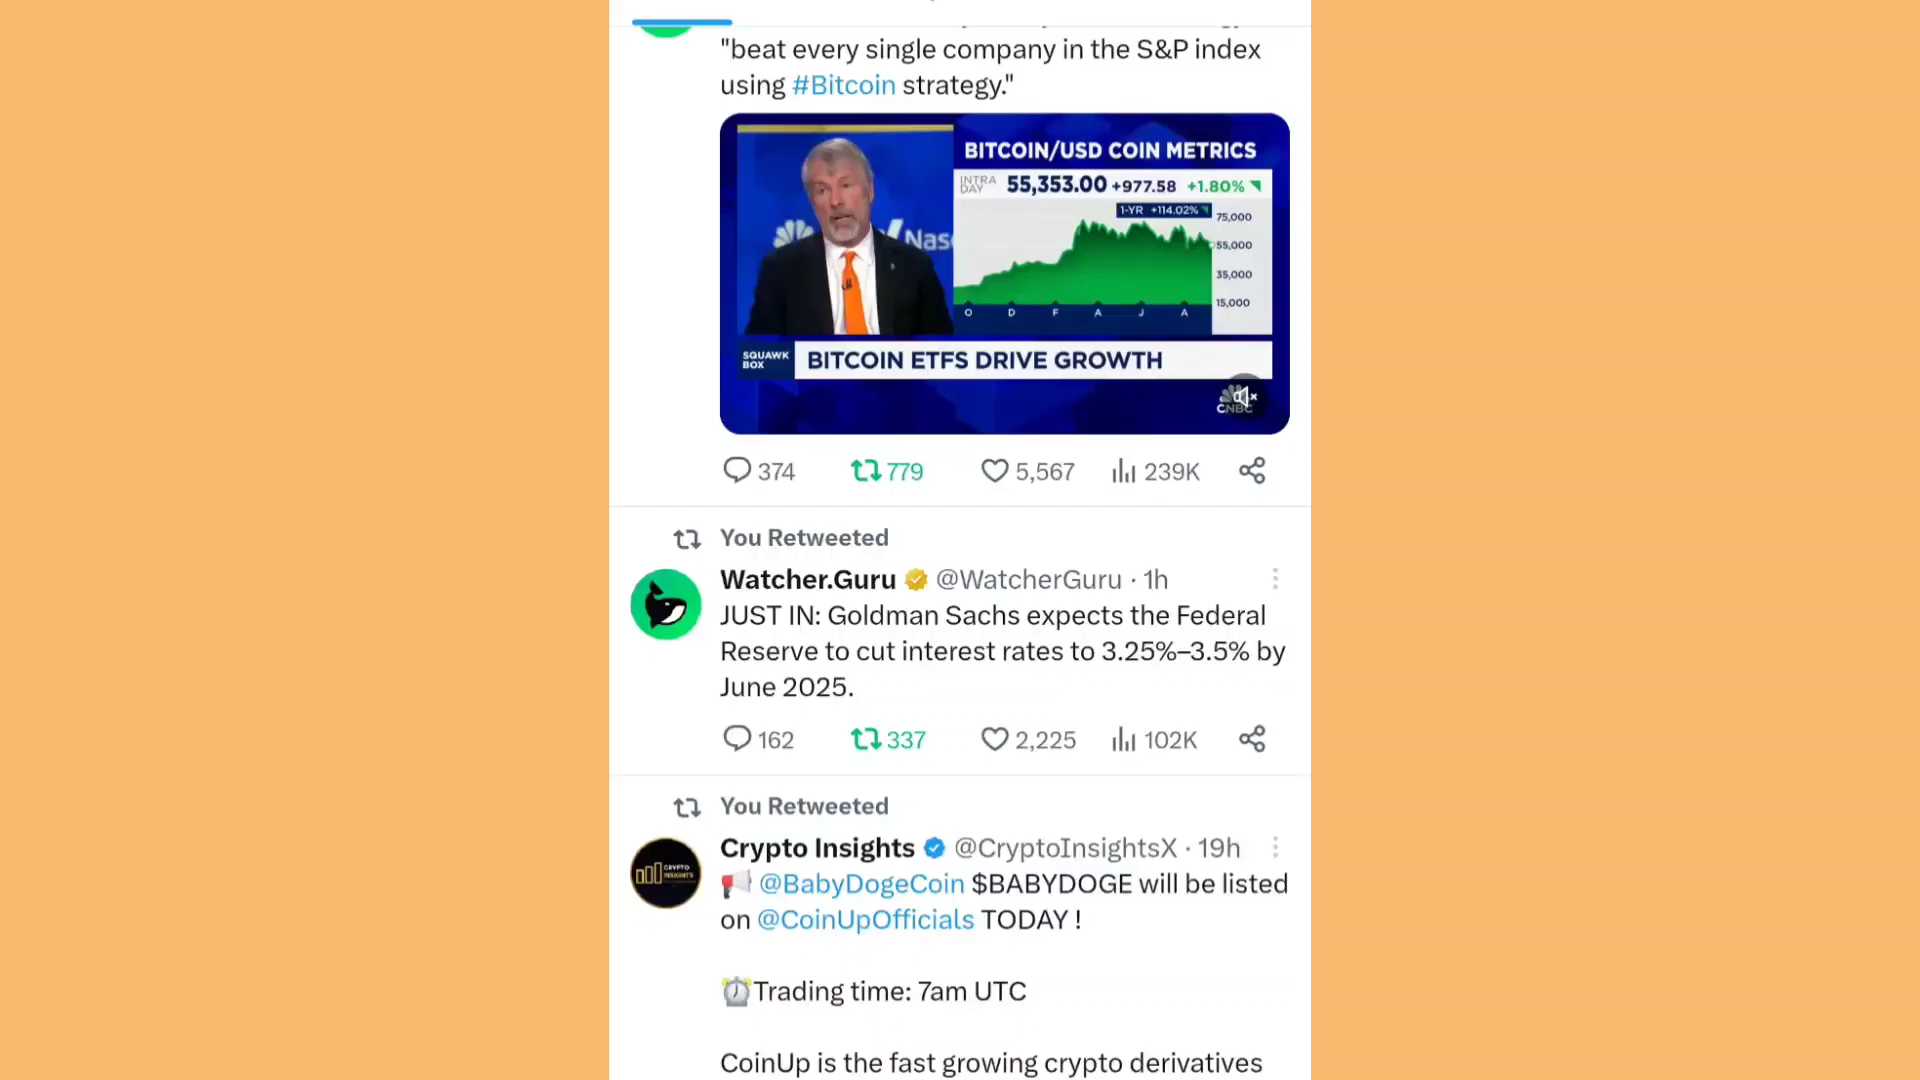 "beat every single company in the S&P index
using #Bitcoin strategy."
BITCOIN/USD COIN METRICS
INTRA DAY 55,353.00 +977.58 +1.80%
1-YR +114.02%
75,000
55,000
35,000
15,000
O D F A J A
Nas
SQUAWK BOX
BITCOIN ETFS DRIVE GROWTH
CNBC
374 779 5,567 239K
You Retweeted
Watcher.Guru @WatcherGuru · 1h
JUST IN: Goldman Sachs expects the Federal
Reserve to cut interest rates to 3.25%–3.5% by
June 2025.
162 337 2,225 102K
You Retweeted
Crypto Insights @CryptoInsightsX · 19h
CRYPTO
INSIGHTS
@BabyDogeCoin $BABYDOGE will be listed
on @CoinUpOfficials TODAY !
Trading time: 7am UTC
CoinUp is the fast growing crypto derivatives